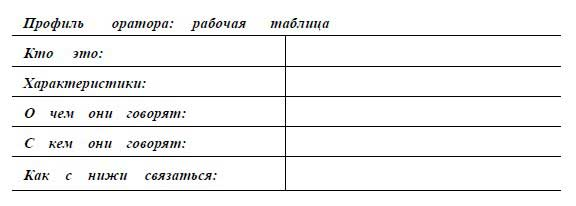 Профиль оратора: рабочая таблица
Кто это:
Характеристики:
О чем они говорят:
С кем они говорят:
Как с нижи связаться: